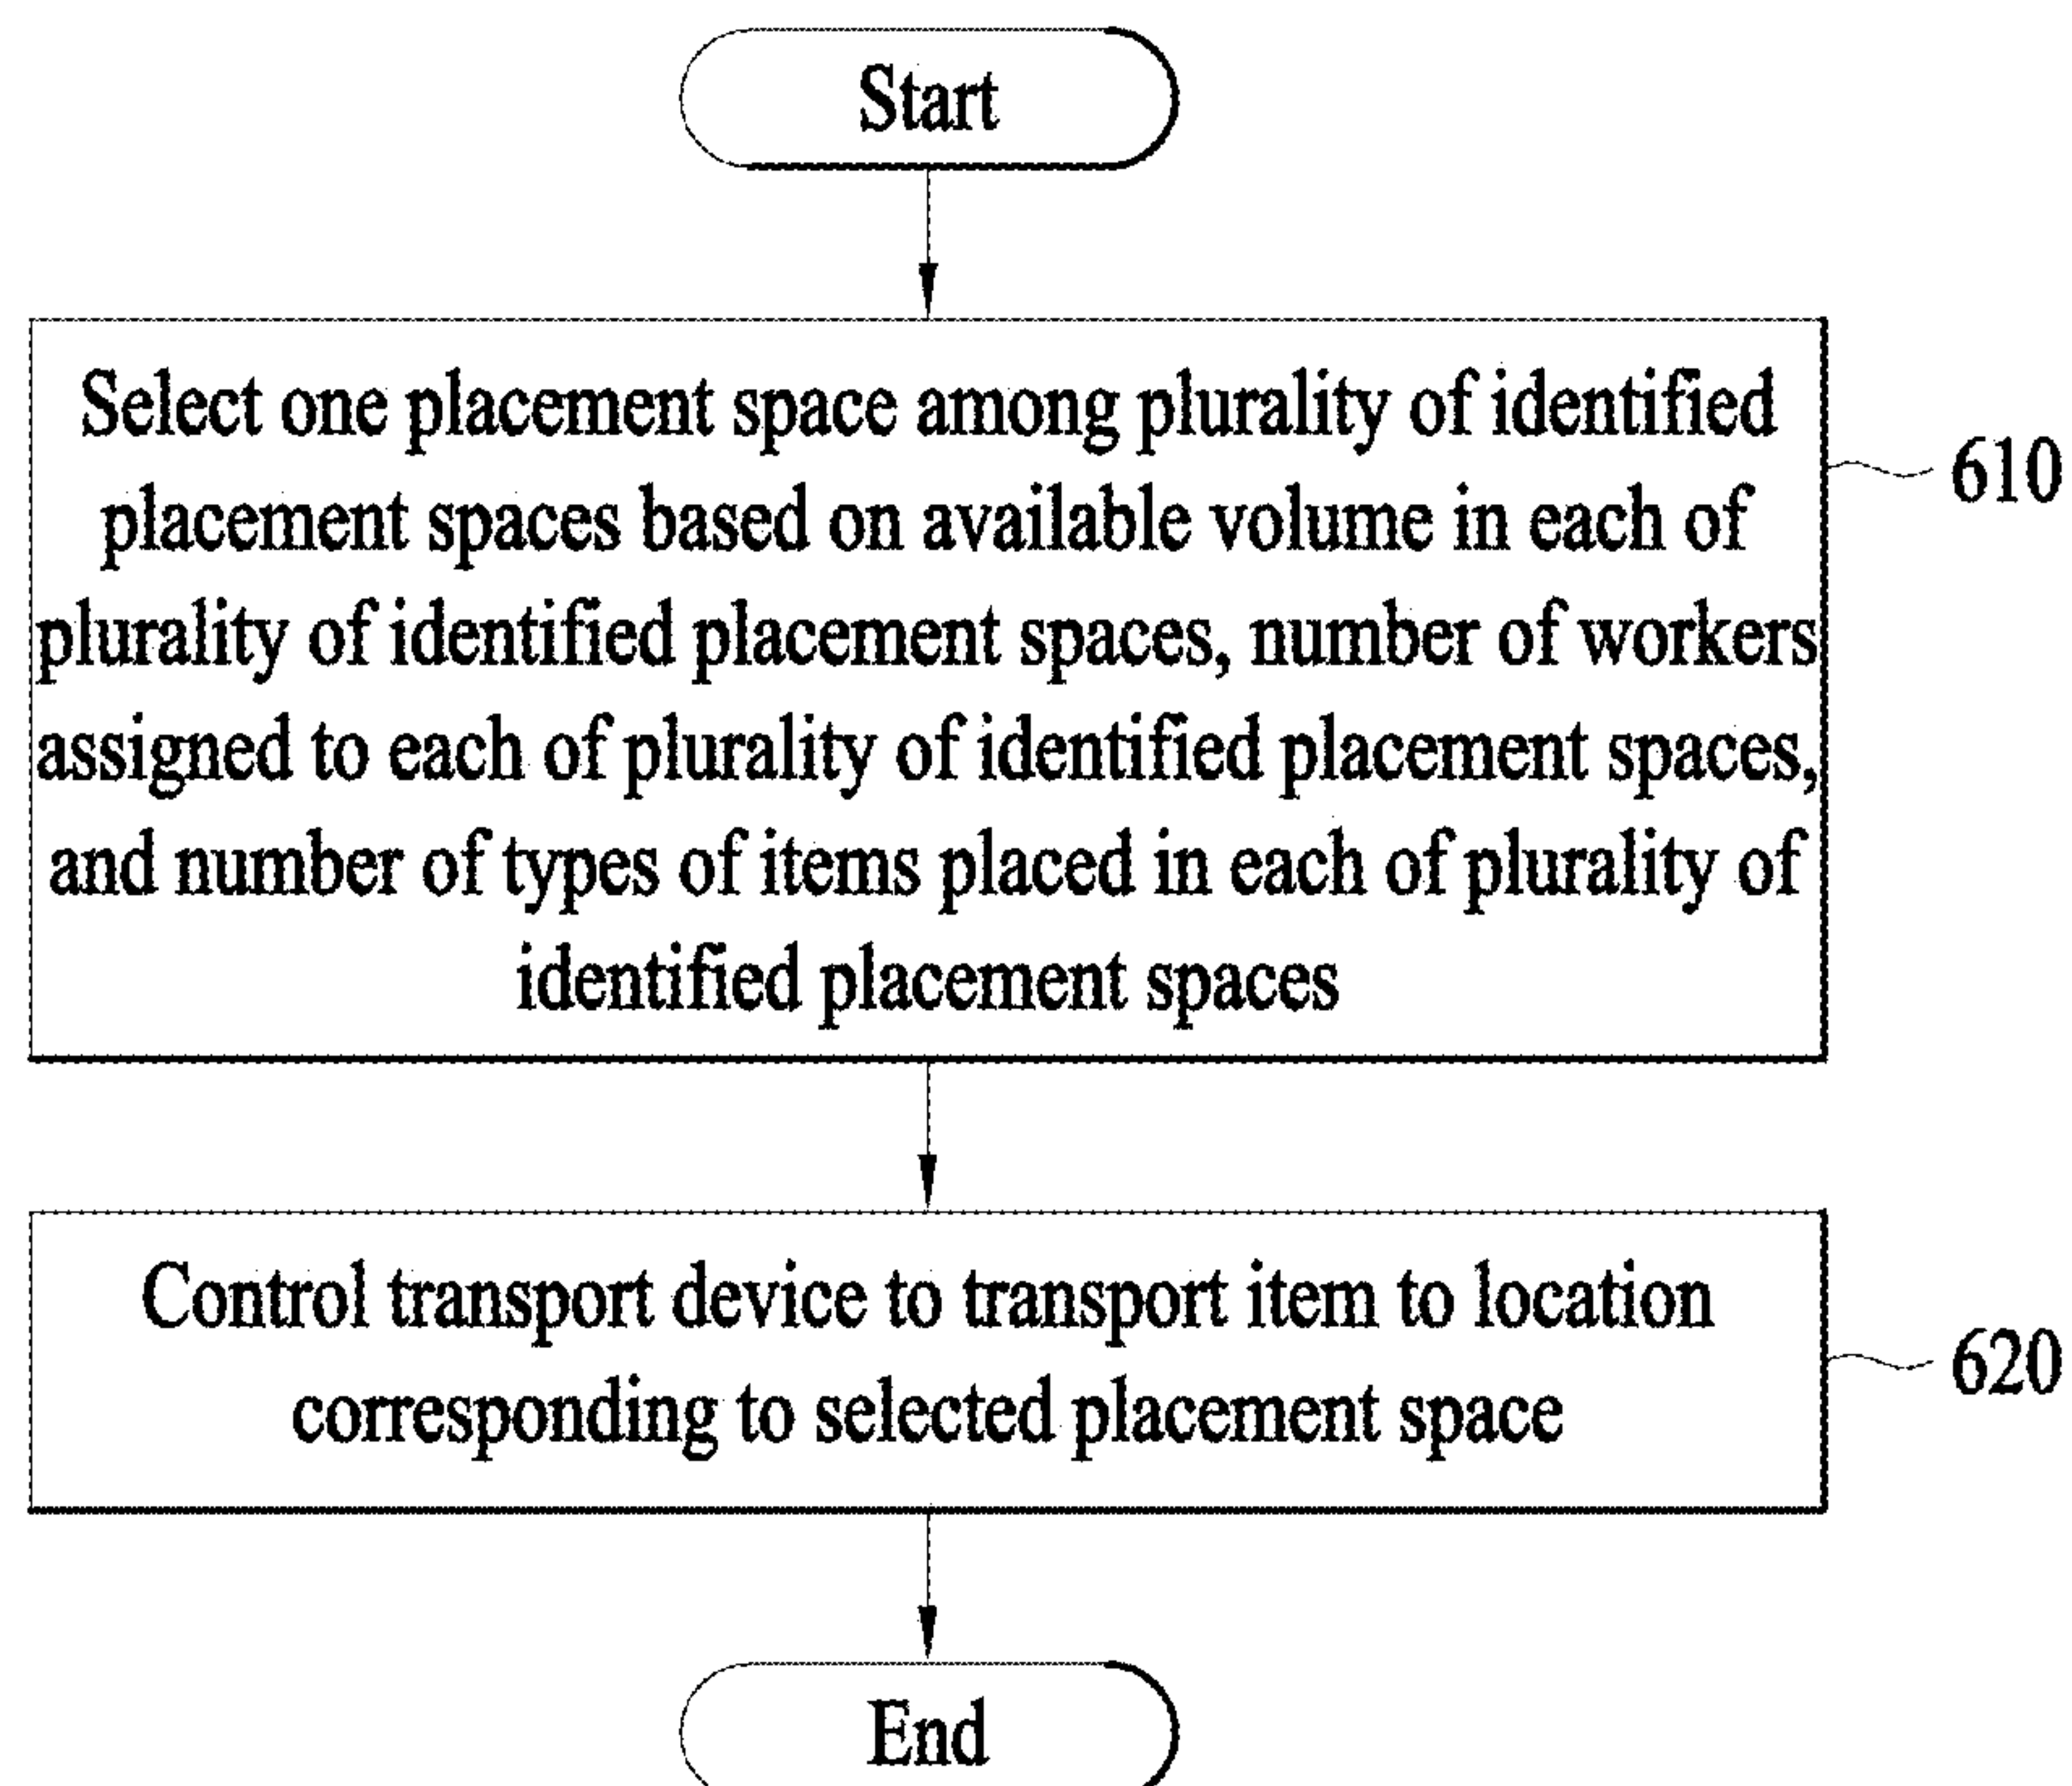 Start
Select one placement space among plurality of identified
placement spaces based on available volume in each of
plurality of identified placement spaces, number of workers
assigned to each of plurality of identified placement spaces,
and number of types of items placed in each of plurality of
identified placement spaces
610
Control transport device to transport item to location
corresponding to selected placement space
620
End